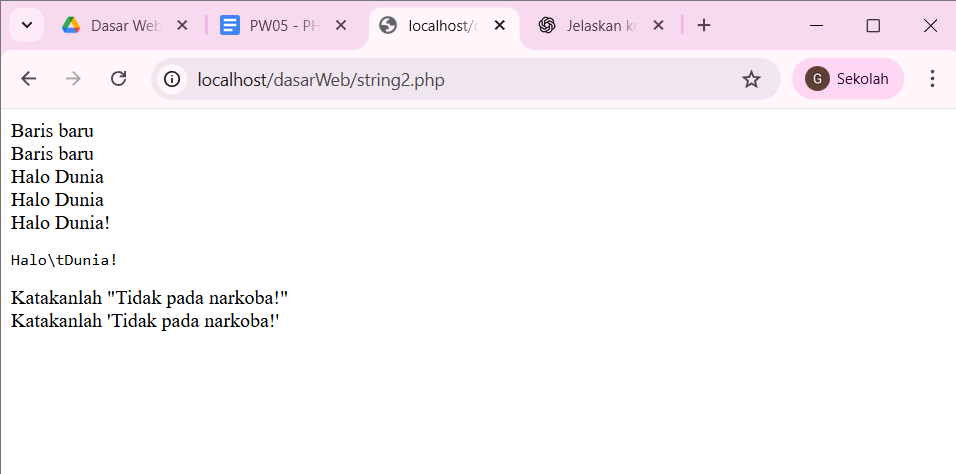 Dasar Web
PW05 - PH
localhost/d
Jelaskan ko
localhost/dasarWeb/string2.php
G
Sekolah
Baris baru
Baris baru
Halo Dunia
Halo Dunia
Halo Dunia!
Halo\tDunia!
Katakanlah "Tidak pada narkoba!"
Katakanlah 'Tidak pada narkoba!'